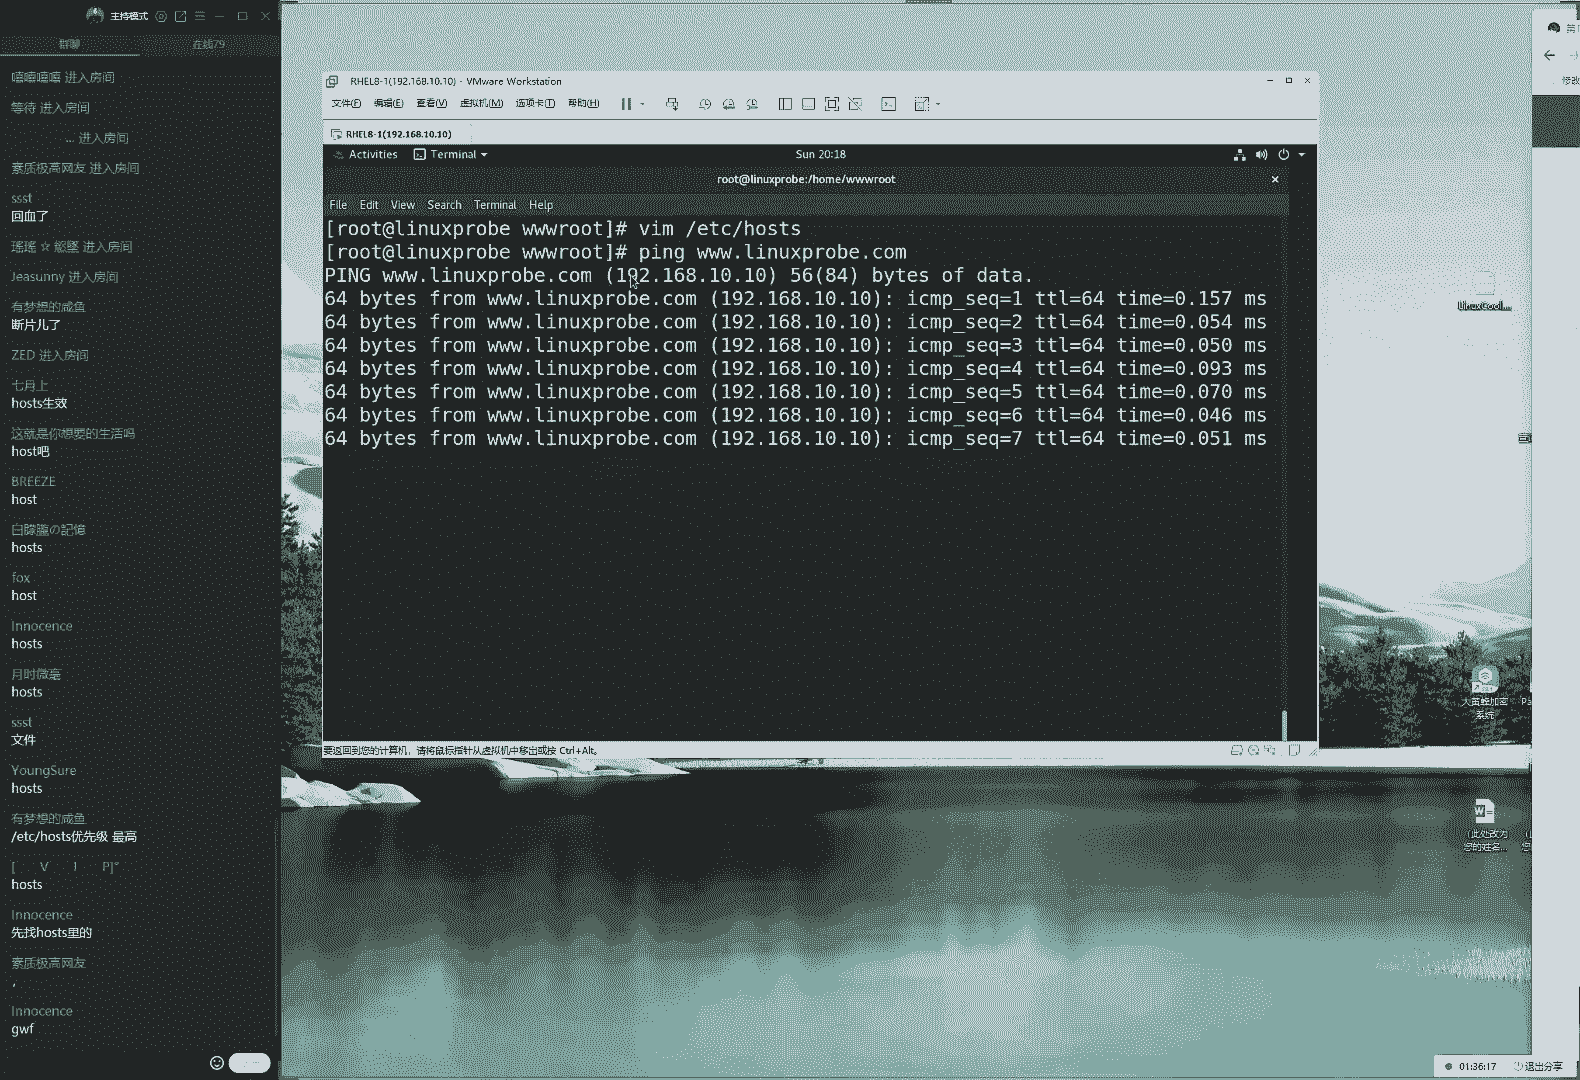 主持模式
群聊
在线79
嘻嘻嘻嘻 进入房间
等待 进入房间
... 进入房间
素质极高网友 进入房间
ssst
回血了
Jeasunny 进入房间
有梦想的咸鱼
断片儿了
ZED 进入房间
七月上
hosts生效
这就是你想要的生活吗
host吧
BREEZE
host
白朦朧の記憶
hosts
fox
host
Innocence
hosts
月时微毫
hosts
ssst
文件
YoungSure
hosts
有梦想的咸鱼
/etc/hosts优先级 最高
[ V I P]°
hosts
Innocence
先找hosts里的
素质极高网友
,
Innocence
gwf
RHEL8-1(192.168.10.10) - VMware Workstation
文件(F) 编辑(E) 查看(V) 虚拟机(M) 选项卡(T) 帮助(H)
RHEL8-1(192.168.10.10)
Activities Terminal Sun 20:18
root@linuxprobe:/home/wwwroot
File Edit View Search Terminal Help
[root@linuxprobe wwwroot]# vim /etc/hosts
[root@linuxprobe wwwroot]# ping www.linuxprobe.com
PING www.linuxprobe.com (192.168.10.10) 56(84) bytes of data.
64 bytes from www.linuxprobe.com (192.168.10.10): icmp_seq=1 ttl=64 time=0.157 ms
64 bytes from www.linuxprobe.com (192.168.10.10): icmp_seq=2 ttl=64 time=0.054 ms
64 bytes from www.linuxprobe.com (192.168.10.10): icmp_seq=3 ttl=64 time=0.050 ms
64 bytes from www.linuxprobe.com (192.168.10.10): icmp_seq=4 ttl=64 time=0.093 ms
64 bytes from www.linuxprobe.com (192.168.10.10): icmp_seq=5 ttl=64 time=0.070 ms
64 bytes from www.linuxprobe.com (192.168.10.10): icmp_seq=6 ttl=64 time=0.046 ms
64 bytes from www.linuxprobe.com (192.168.10.10): icmp_seq=7 ttl=64 time=0.051 ms
要返回到您的计算机，请将鼠标指针从虚拟机中移出或按 Ctrl+Alt。
第
修改
LinuxCool...
大黄蜂加密
系统
Pa
(此处改为
您的姓名...
01:36:17 退出分享